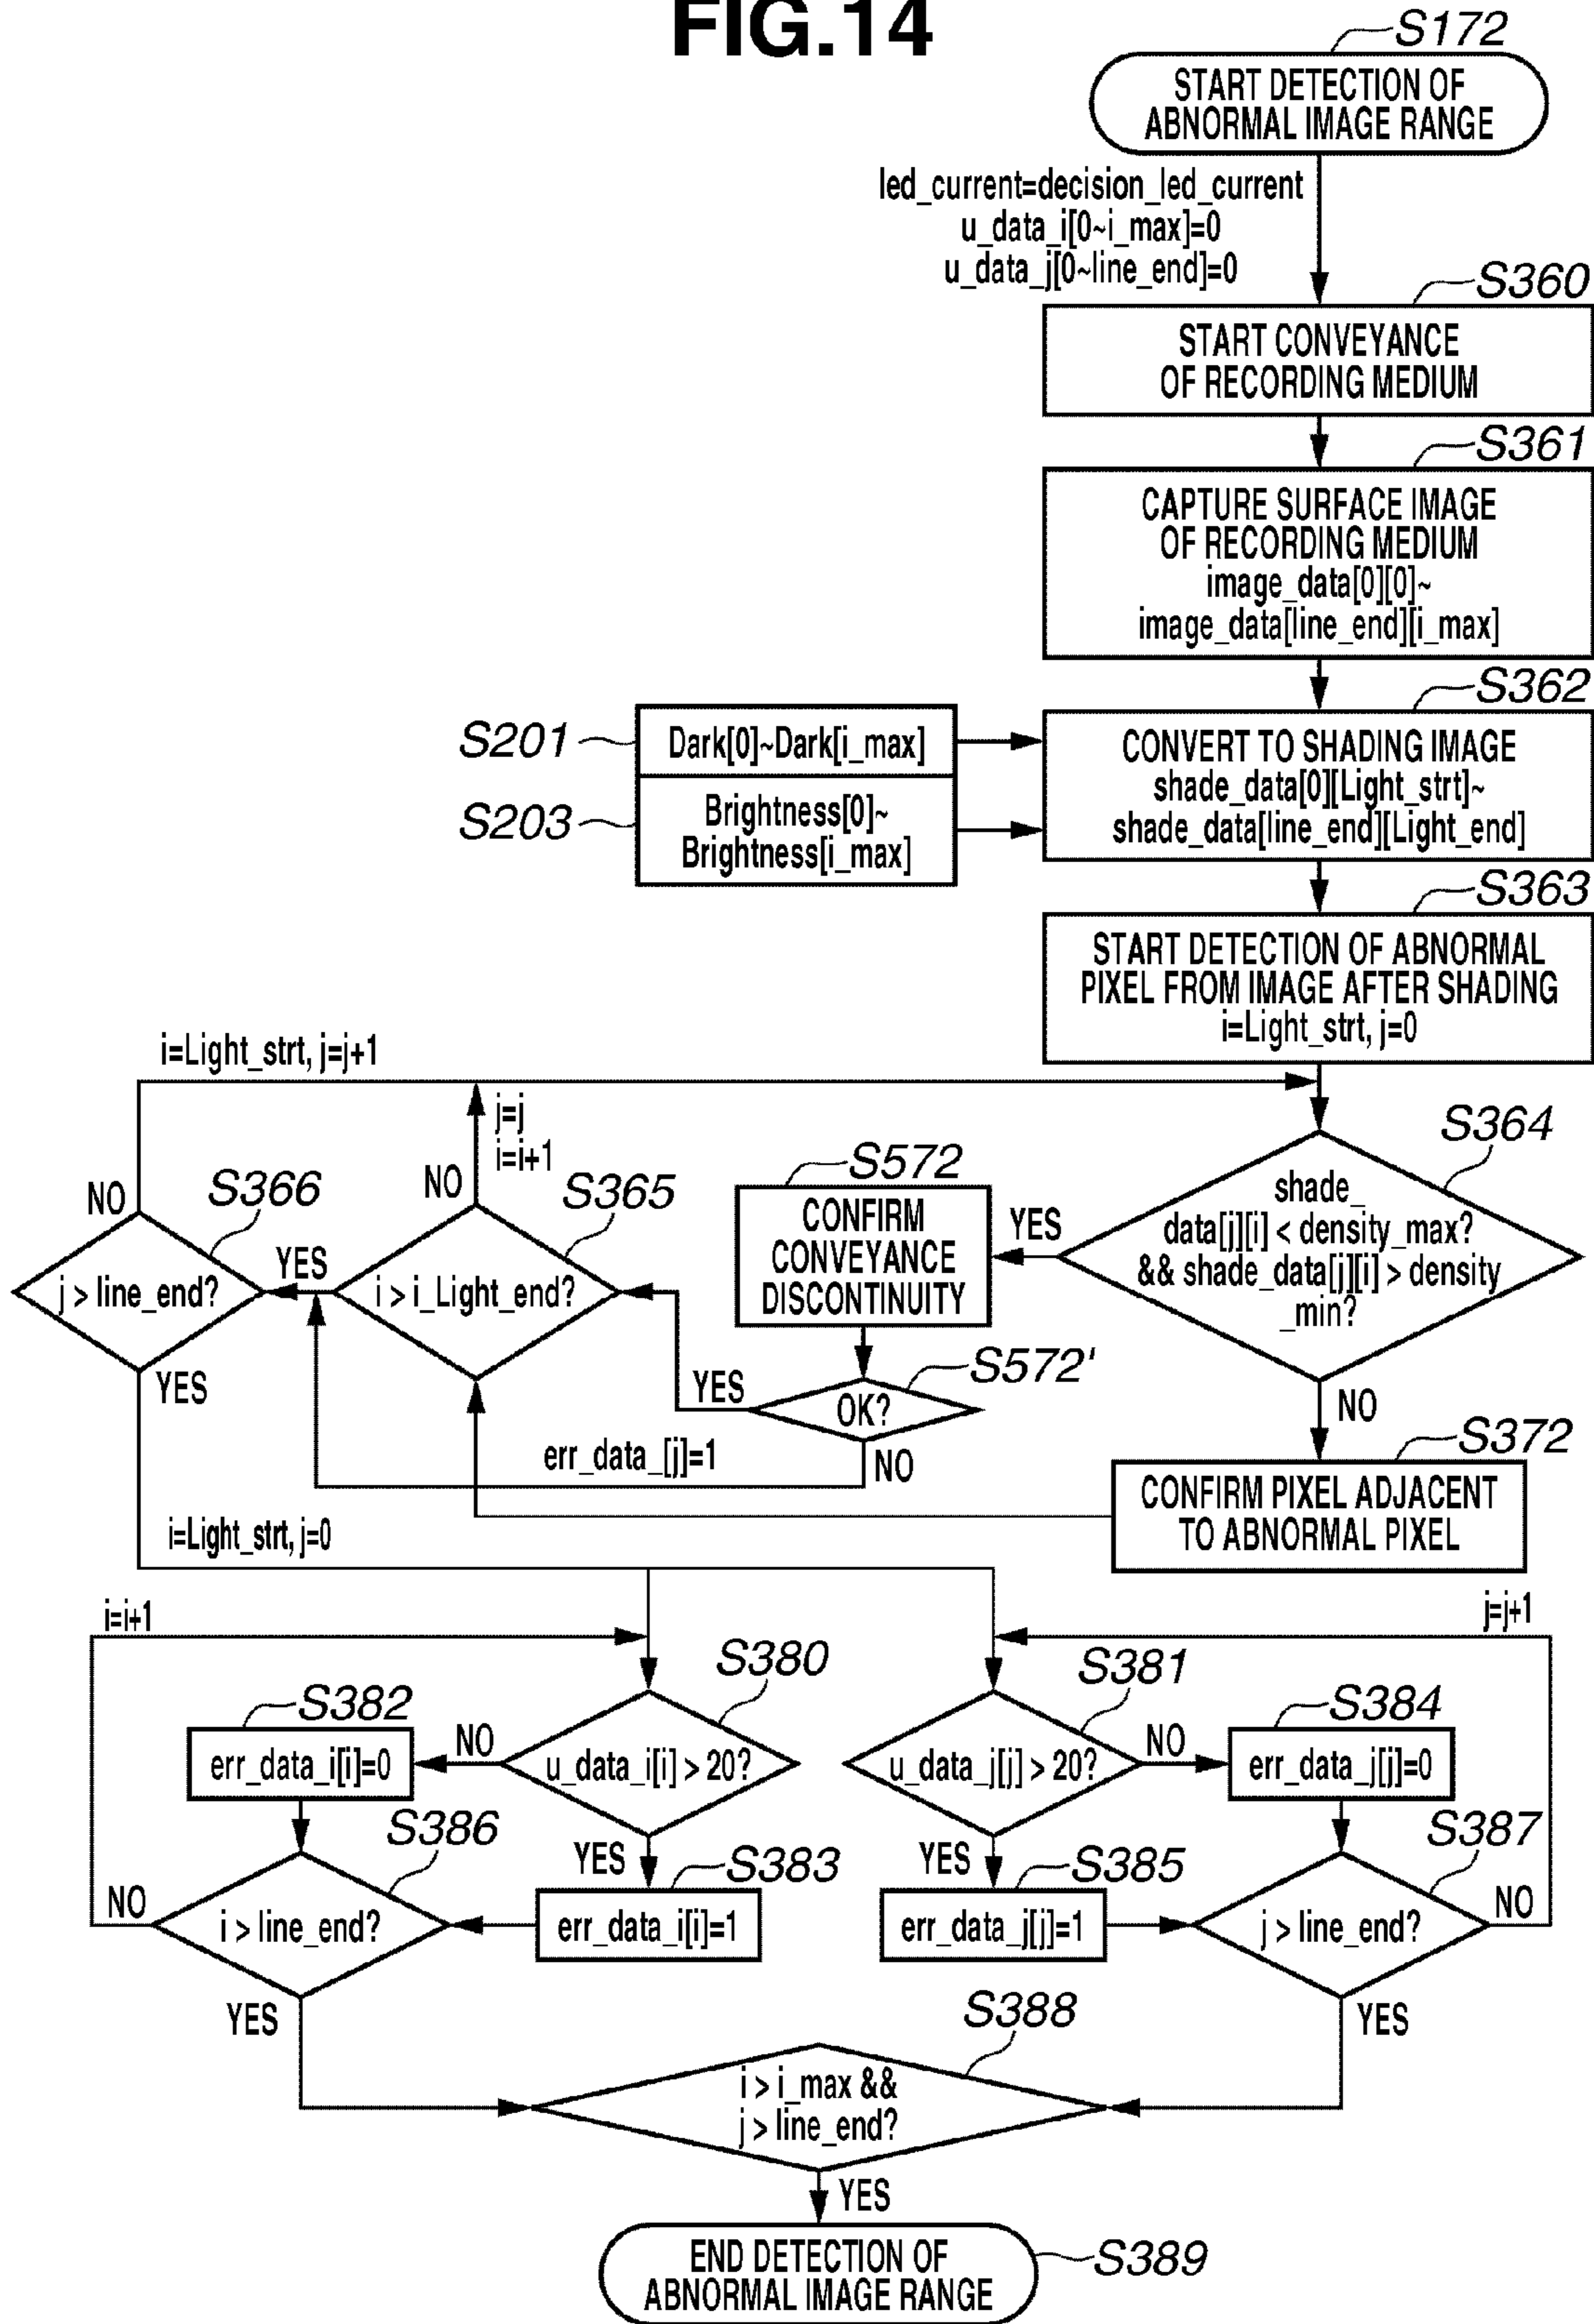 FIG.14
S172
START DETECTION OF
ABNORMAL IMAGE RANGE
led_current=decision_led_current
u_data_i[0~i_max]=0
u_data_j[0~line_end]=0
S360
START CONVEYANCE
OF RECORDING MEDIUM
S361
CAPTURE SURFACE IMAGE
OF RECORDING MEDIUM
image_data[0][0]~
image_data[line_end][i_max]
S362
S201
Dark[0]~Dark[i_max]
S203
Brightness[0]~
Brightness[i_max]
CONVERT TO SHADING IMAGE
shade_data[0][Light_strt]~
shade_data[line_end][Light_end]
S363
START DETECTION OF ABNORMAL
PIXEL FROM IMAGE AFTER SHADING
i=Light_strt, j=0
i=Light_strt, j=j+1
j=j
i=i+1
S364
shade_
data[j][i] < density_max?
&& shade_data[j][i] > density
_min?
YES
NO
S572
CONFIRM
CONVEYANCE
DISCONTINUITY
S572'
OK?
YES
NO
S365
i > i_Light_end?
NO
YES
S366
j > line_end?
NO
YES
err_data_[j]=1
S372
CONFIRM PIXEL ADJACENT
TO ABNORMAL PIXEL
i=Light_strt, j=0
i=i+1
j=j+1
S380
u_data_i[i] > 20?
NO
YES
S382
err_data_i[i]=0
S381
u_data_j[j] > 20?
NO
YES
S384
err_data_j[j]=0
S386
i > line_end?
NO
YES
S383
err_data_i[i]=1
S385
err_data_j[j]=1
S387
j > line_end?
NO
YES
S388
i > i_max &&
j > line_end?
YES
END DETECTION OF
ABNORMAL IMAGE RANGE
S389